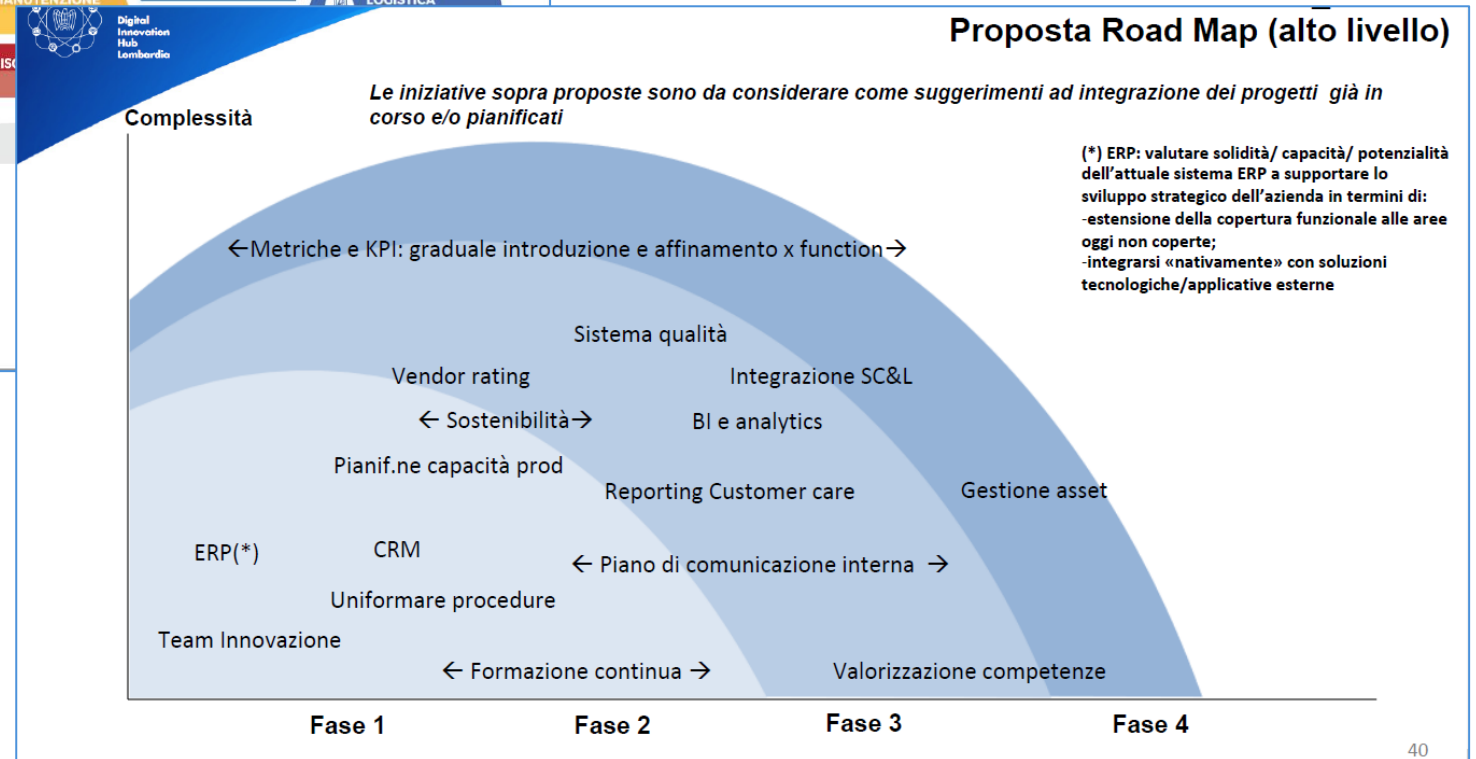 MANUTENZIONE
LOGISTICA
Digital
Innovation
Hub
Lombardia
Proposta Road Map (alto livello)
Le iniziative sopra proposte sono da considerare come suggerimenti ad integrazione dei progetti già in
corso e/o pianificati
Complessità
(*) ERP: valutare solidità/ capacità/ potenzialità
dell'attuale sistema ERP a supportare lo
sviluppo strategico dell'azienda in termini di:
-estensione della copertura funzionale alle aree
oggi non coperte;
-integrarsi «nativamente» con soluzioni
tecnologiche/applicative esterne
←Metriche e KPI: graduale introduzione e affinamento x function→
Sistema qualità
Vendor rating
Integrazione SC&L
← Sostenibilità→
BI e analytics
Pianif.ne capacità prod
Reporting Customer care
Gestione asset
ERP(*)
CRM
← Piano di comunicazione interna →
Uniformare procedure
Team Innovazione
← Formazione continua →
Valorizzazione competenze
Fase 1
Fase 2
Fase 3
Fase 4
40